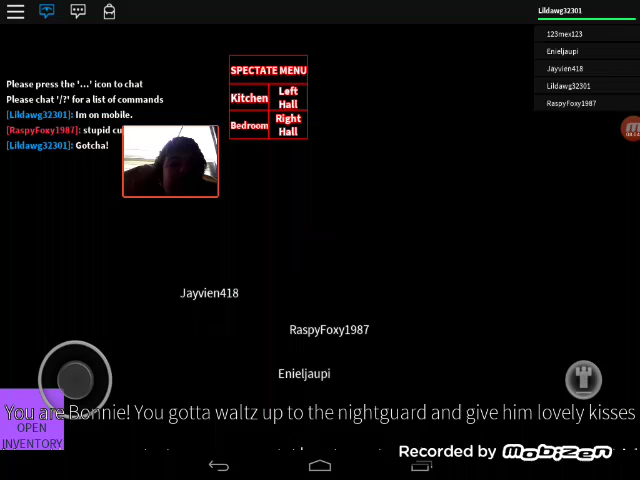 Lildawg32301
123mex123
Enieljaupi
Jayvien418
Lildawg32301
RaspyFoxy1987
Please press the '...' icon to chat
Please chat '/?' for a list of commands
[Lildawg32301]: Im on mobile.
[RaspyFoxy1987]: stupid
[Lildawg32301]: Gotcha!
SPECTATE MENU
Kitchen
Left
Hall
Bedroom
Right
Hall
Jayvien418
RaspyFoxy1987
Enieljaupi
You are Bonnie! You gotta waltz up to the nightguard and give him lovely kisses
OPEN
INVENTORY
Recorded by Mobizen